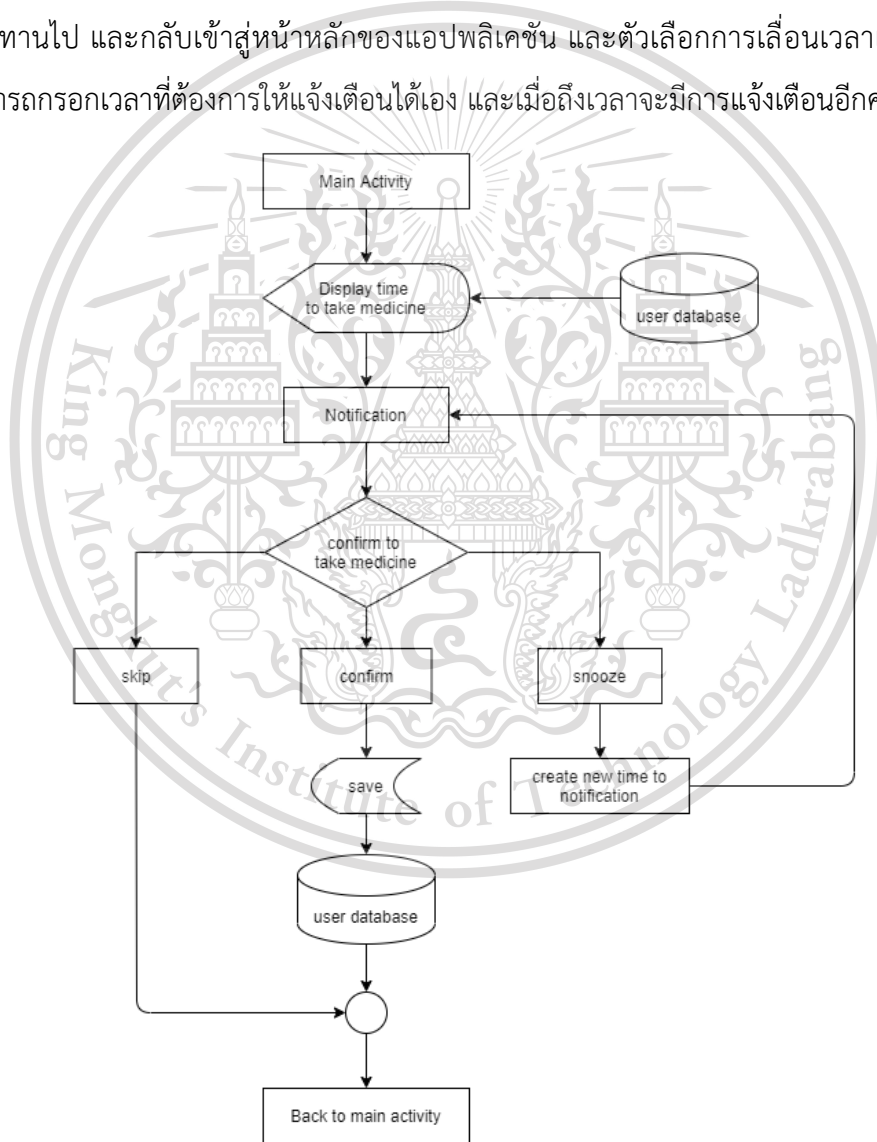 ทานไป และกลับเข้าสู่หน้าหลักของแอปพลิเคชัน และตัวเลือกการเลื่อนเวลา
กรอกเวลาที่ต้องการให้แจ้งเตือนได้เอง และเมื่อถึงเวลาจะมีการแจ้งเตือนอีก
Main Activity
Display time
to take medicine
user database
Notification
confirm to
take medicine
skip
confirm
snooze
save
create new time to
notification
user database
Back to main activity
King Mongkut's Institute of Technology Ladkrabang